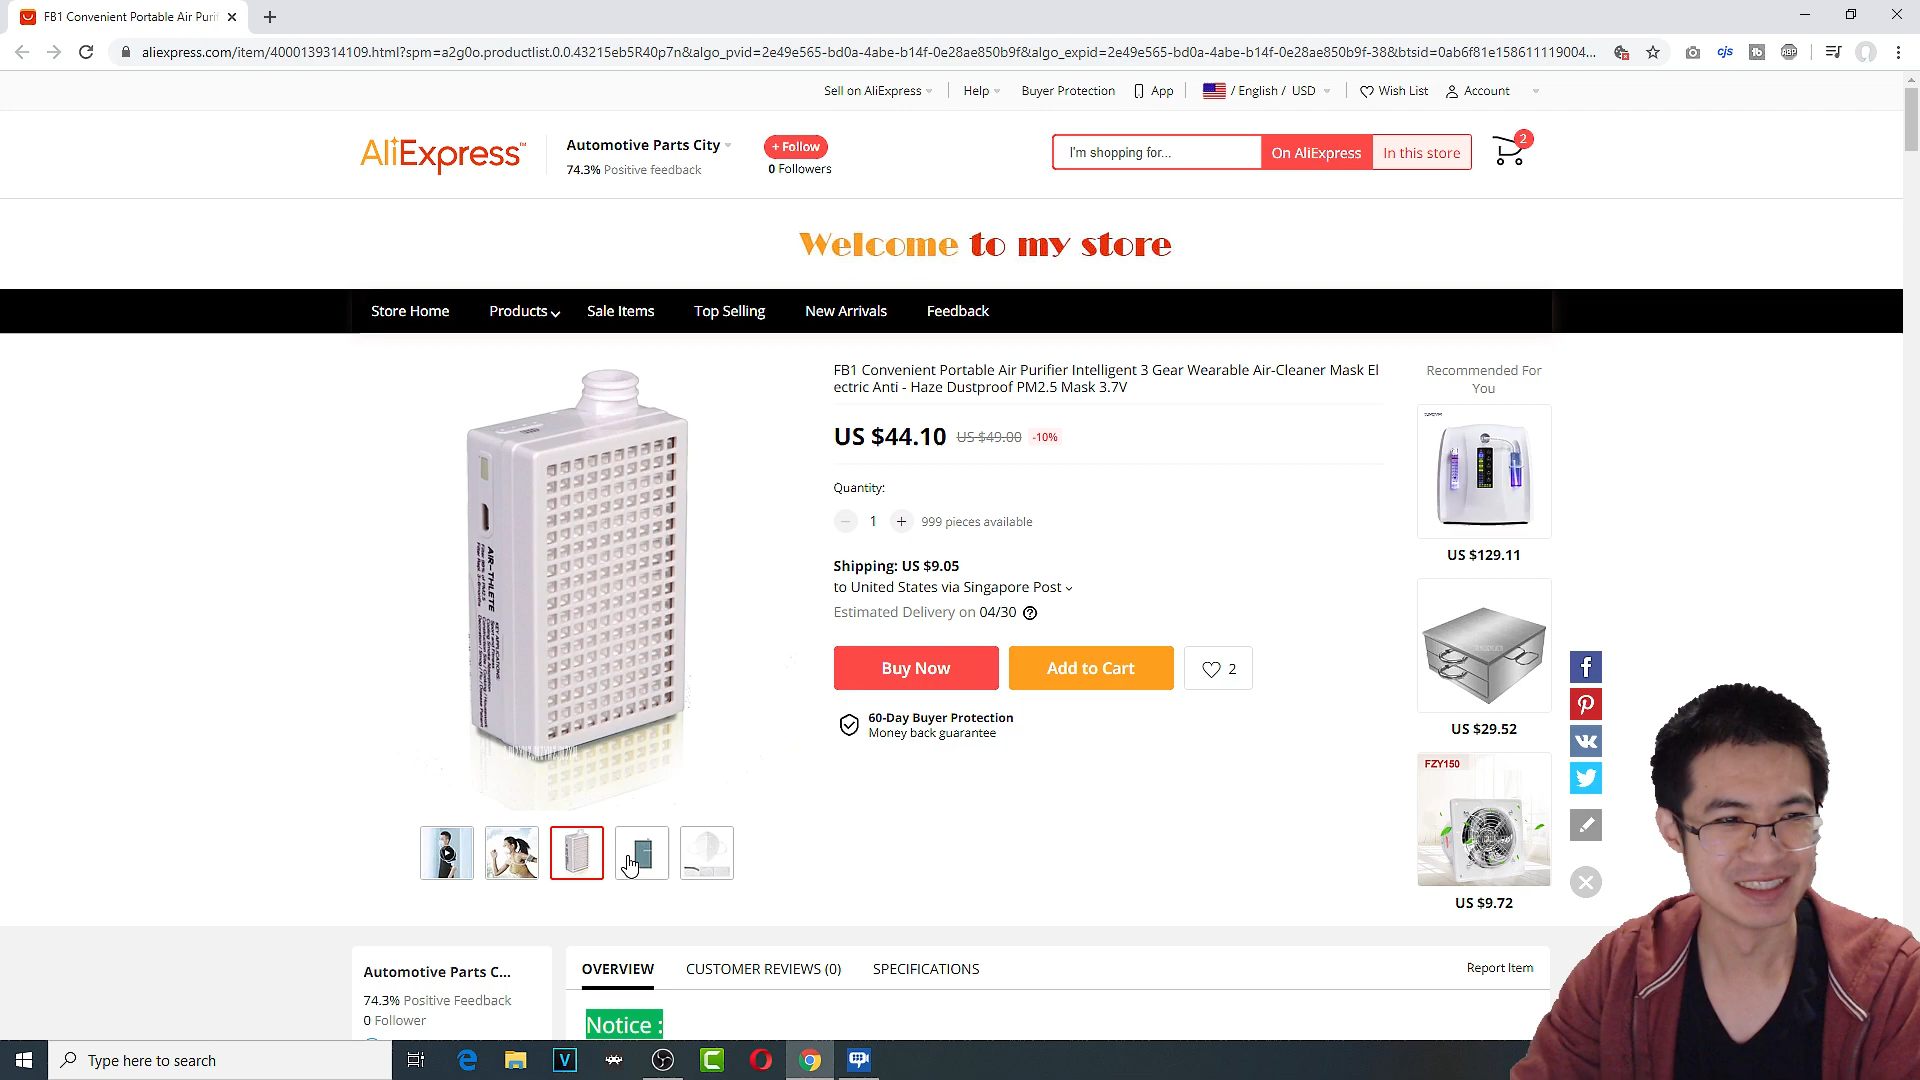 FB1 Convenient Portable Air Purif
aliexpress.com/item/4000139314109.html?spm=a2g0o.productlist.0.0.43215eb5R40p7n&algo_pvid=2e49e565-bd0a-4abe-b14f-0e28ae850b9f&algo_expid=2e49e565-bd0a-4abe-b14f-0e28ae850b9f-38&btsid=0ab6f81e158611119004...
cjs
ABP
Sell on AliExpress
Help
Buyer Protection
App
/ English / USD
Wish List
Account
AliExpress™
Automotive Parts City
74.3% Positive feedback
+ Follow
0 Followers
I'm shopping for...
On AliExpress
In this store
2
Welcome to my store
Store Home
Products
Sale Items
Top Selling
New Arrivals
Feedback
AIR-THLETE
KEY APPLICATIONS:
FB1 Convenient Portable Air Purifier Intelligent 3 Gear Wearable Air-Cleaner Mask El
ectric Anti - Haze Dustproof PM2.5 Mask 3.7V
US $44.10 US $49.00 -10%
Quantity:
1
999 pieces available
Shipping: US $9.05
to United States via Singapore Post
Estimated Delivery on 04/30
Buy Now
Add to Cart
2
60-Day Buyer Protection
Money back guarantee
Recommended For
You
US $129.11
US $29.52
FZY150
US $9.72
Automotive Parts C...
74.3% Positive Feedback
0 Follower
OVERVIEW
CUSTOMER REVIEWS (0)
SPECIFICATIONS
Report Item
Notice :
Type here to search